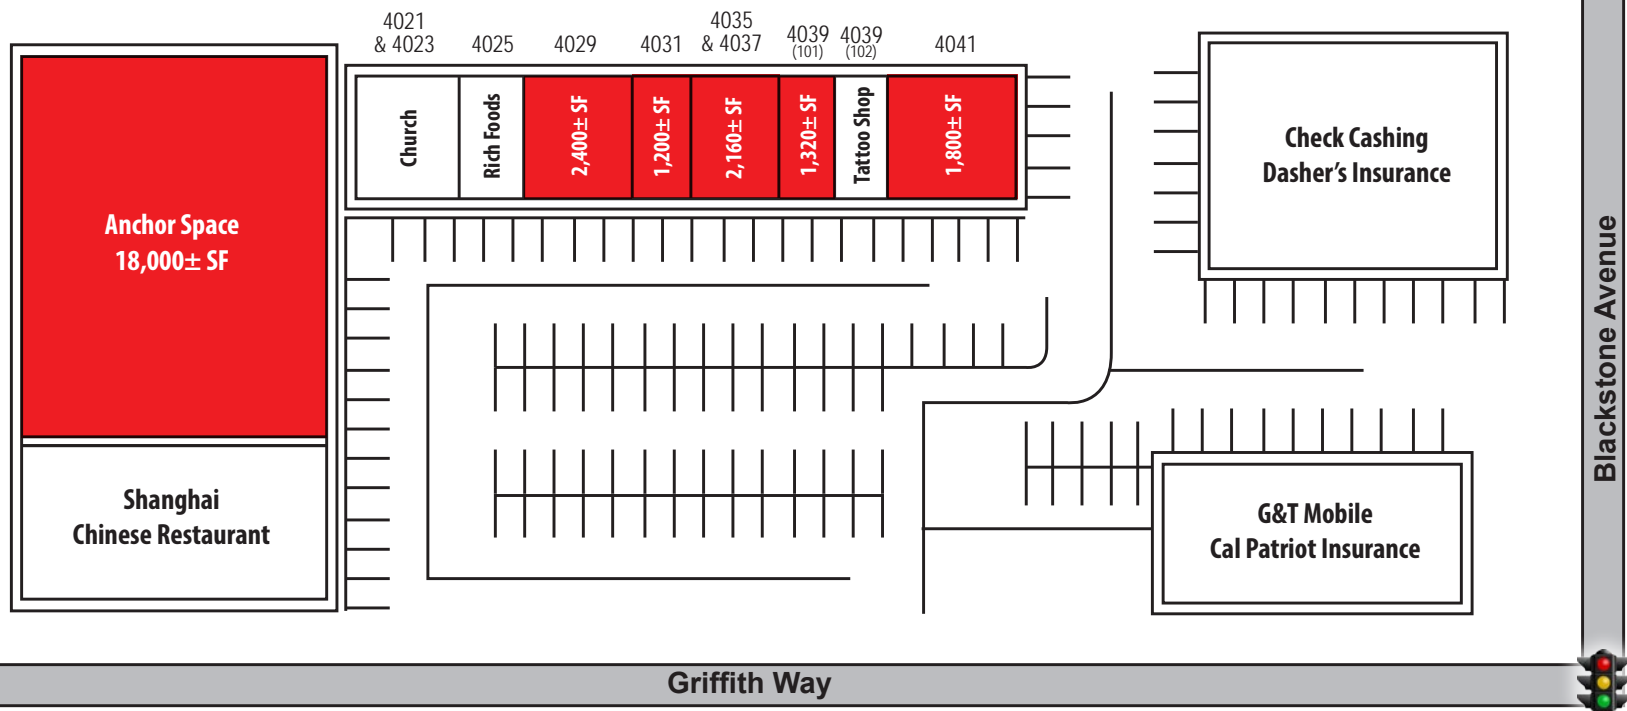 4021
& 4023
4025
4029
4031
4035
& 4037
4039
(101)
4039
(102)
4041
Church
Rich Foods
2,400± SF
1,200± SF
2,160± SF
1,320± SF
Tattoo Shop
1,800± SF
Anchor Space
18,000± SF
Shanghai
Chinese Restaurant
Check Cashing
Dasher’s Insurance
G&T Mobile
Cal Patriot Insurance
Blackstone Avenue
Griffith Way